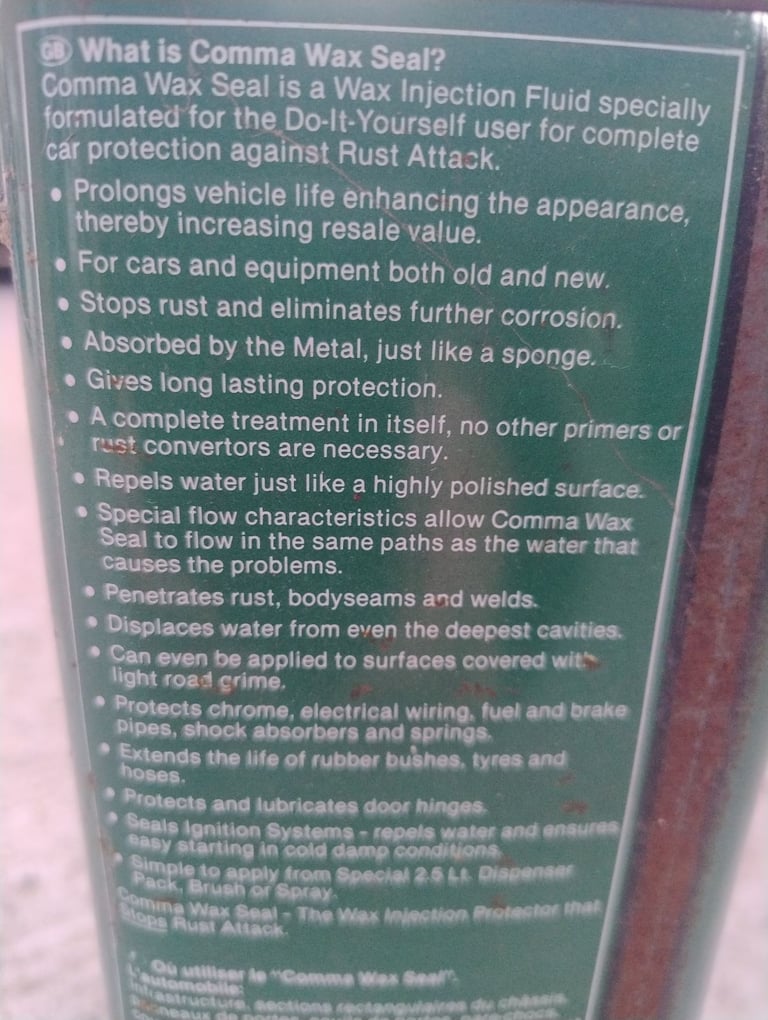 GB What is Comma Wax Seal?
Comma Wax Seal is a Wax Injection Fluid specially
formulated for the Do-It-Yourself user for complete
car protection against Rust Attack.
• Prolongs vehicle life enhancing the appearance,
thereby increasing resale value.
• For cars and equipment both old and new.
• Stops rust and eliminates further corrosion.
• Absorbed by the Metal, just like a sponge.
• Gives long lasting protection.
• A complete treatment in itself, no other primers or
rust convertors are necessary.
• Repels water just like a highly polished surface.
• Special flow characteristics allow Comma Wax
Seal to flow in the same paths as the water that
causes the problems.
• Penetrates rust, bodyseams and welds.
• Displaces water from even the deepest cavities.
• Can even be applied to surfaces covered with
light road grime.
• Protects chrome, electrical wiring, fuel and brake
pipes, shock absorbers and springs.
• Extends the life of rubber bushes, tyres and
hoses.
• Protects and lubricates door hinges.
• Seals Ignition Systems - repels water and ensures
easy starting in cold damp conditions.
• Simple to apply from Special 2.5 Lt. Dispenser
Pack, Brush or Spray.
Comma Wax Seal - The Wax Injection Protector that
Stops Rust Attack.
Où utiliser le "Comma Wax Seal".
L'automobile:
Infrastructure, sections rectangulaires du châssis,
panneaux de portes,